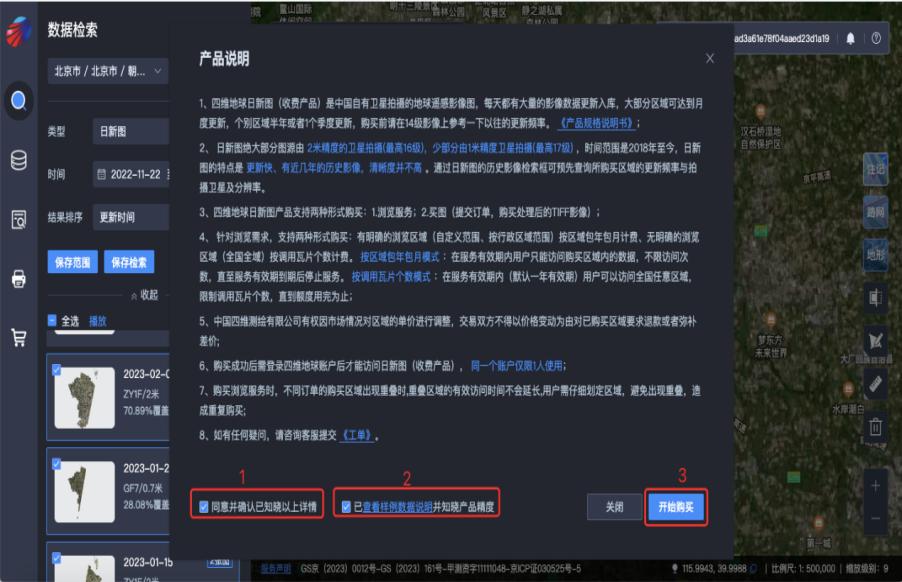 数据检索
北京市 / 北京市 / 朝...
类型
日新图
时间
2022-11-22
结果排序
更新时间
保存范围
保存检索
收起
全选
播放
2023-02-0
ZY1F/2米
70.89%覆盖
2023-01-2
GF7/0.7米
28.08%覆盖
2023-01-15
产品说明
1、四维地球日新图（收费产品）是中国自有卫星拍摄的地球遥感影像图，每天都有大量的影像数据更新入库，大部分区域可达到月
度更新，个别区域半年或者1个季度更新，购买前请在14级影像上参考一下以往的更新频率。《产品规格说明书》；
2、日新图绝大部分图源由 2米精度的卫星拍摄(最高16级)，少部分由1米精度卫星拍摄(最高17级)，时间范围是2018年至今，日新
图的特点是 更新快、有近几年的历史影像，清晰度并不高 。通过日新图的历史影像检索框可预先查询所购买区域的更新频率与拍
摄卫星及分辨率。
3、四维地球日新图产品支持两种形式购买：1.浏览服务；2.买图（提交订单，购买处理后的TIFF影像）；
4、 针对浏览需求，支持两种形式购买：有明确的浏览区域（自定义范围、按行政区域范围）按区域包年包月计费、无明确的浏览
区域（全国全域）按调用瓦片个数计费。 按区域包年包月模式 ：在服务有效期内用户只能访问购买区域内的数据，不限访问次
数，直至服务有效期到期后停止服务。 按调用瓦片个数模式 ：在服务有效期内（默认一年有效期）用户可以访问全国任意区域，
限制调用瓦片个数，直到额度用完为止；
5、中国四维测绘有限公司有权因市场情况对区域的单价进行调整，交易双方不得以价格变动为由对已购买区域要求退款或者弥补
差价；
6、购买成功后需登录四维地球账户后才能访问日新图（收费产品）， 同一个账户仅限1人使用；
7、购买浏览服务时，不同订单的购买区域出现重叠时,重叠区域的有效访问时间不会延长,用户需仔细划定区域，避免出现重叠，造
成重复购买;
8、如有任何疑问，请咨询客服提交 《工单》 。
1
2
3
同意并确认已知晓以上详情
已查看样例数据说明并知晓产品精度
关闭
开始购买
ad3a61e78f04aaed23d1a19
鳌山国际
森林公园
风景区
静之湖私属
汉石桥湿地
自然保护区
京平高速
注记
路网
地形
梦东方
未来世界
水岸潮白
第一城
服务声明
GS京（2023）0012号-GS（2023）161号-甲测资字11111048-京ICP证030525号-5
115.9943, 39.9988
比例尺: 1: 500,000
缩放级别: 9